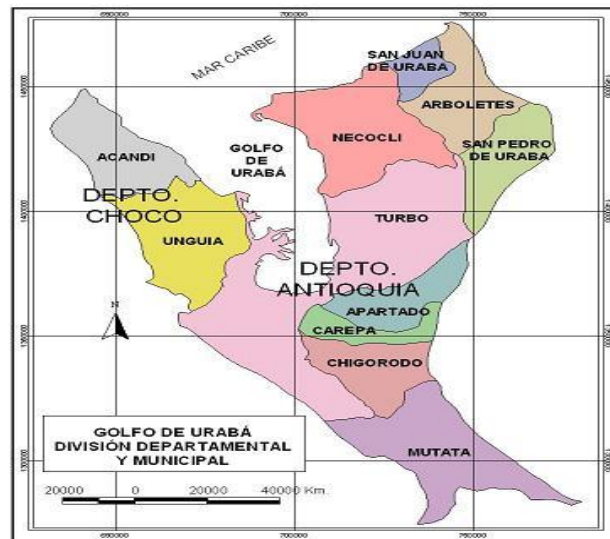 MAR CARIBE
SAN JUAN
DE URABA
ARBOLETES
NECOCLI
SAN PEDRO
DE URABA
GOLFO
DE
URABÁ
ACANDI
DEPTO.
CHOCO
UNGUIA
TURBO
DEPTO.
ANTIOQUIA
APARTADO
CAREPA
CHIGORODO
MUTATA
N
GOLFO DE URABÁ
DIVISIÓN DEPARTAMENTAL
Y MUNICIPAL
20000 0 20000 40000 Km.
700000